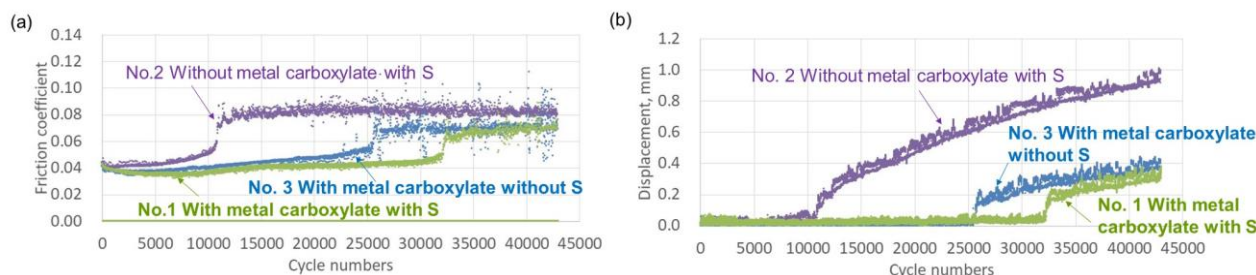 (a)
0.14
0.12
0.10
0.08
0.06
0.04
0.02
0.00
Friction coefficient
No.2 Without metal carboxylate with S
No. 3 With metal carboxylate without S
No.1 With metal carboxylate with S
0 5000 10000 15000 20000 25000 30000 35000 40000 45000
Cycle numbers
(b)
1.2
1.0
0.8
0.6
0.4
0.2
0.0
Displacement, mm
No. 2 Without metal carboxylate with S
No. 3 With metal carboxylate
without S
No. 1 With metal
carboxylate with S
0 5000 10000 15000 20000 25000 30000 35000 40000 45000
Cycle numbers